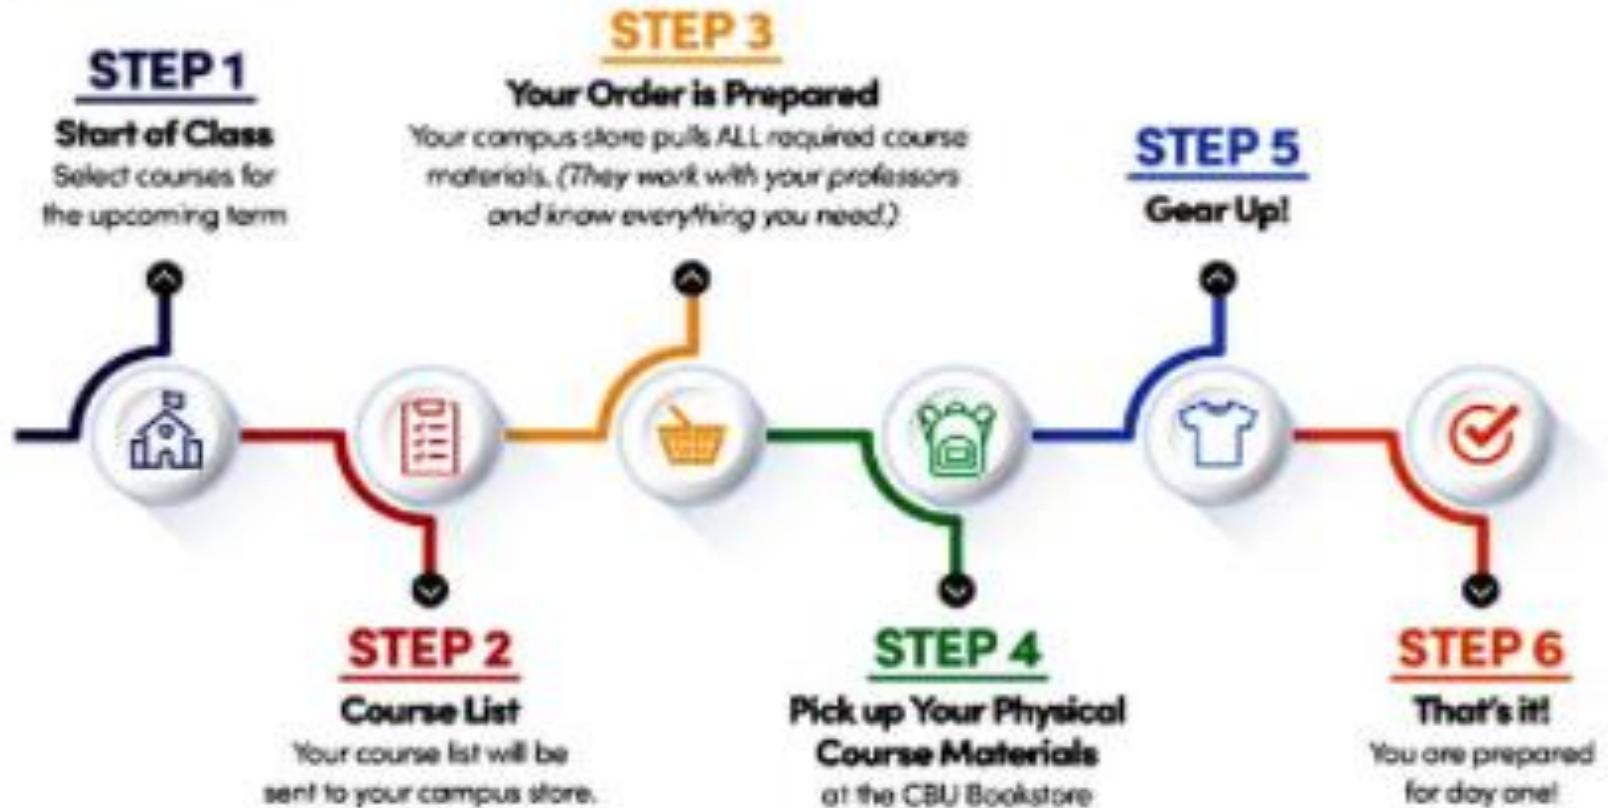 STEP 1
Start of Class
Select courses for
the upcoming term
STEP 2
Course List
Your course list will be
sent to your campus store.
STEP 3
Your Order is Prepared
Your campus store pulls ALL required course
materials. (They work with your professors
and know everything you need.)
STEP 4
Pick up Your Physical
Course Materials
at the CBU Bookstore
STEP 5
Gear Up!
STEP 6
That's it!
You are prepared
for day one!